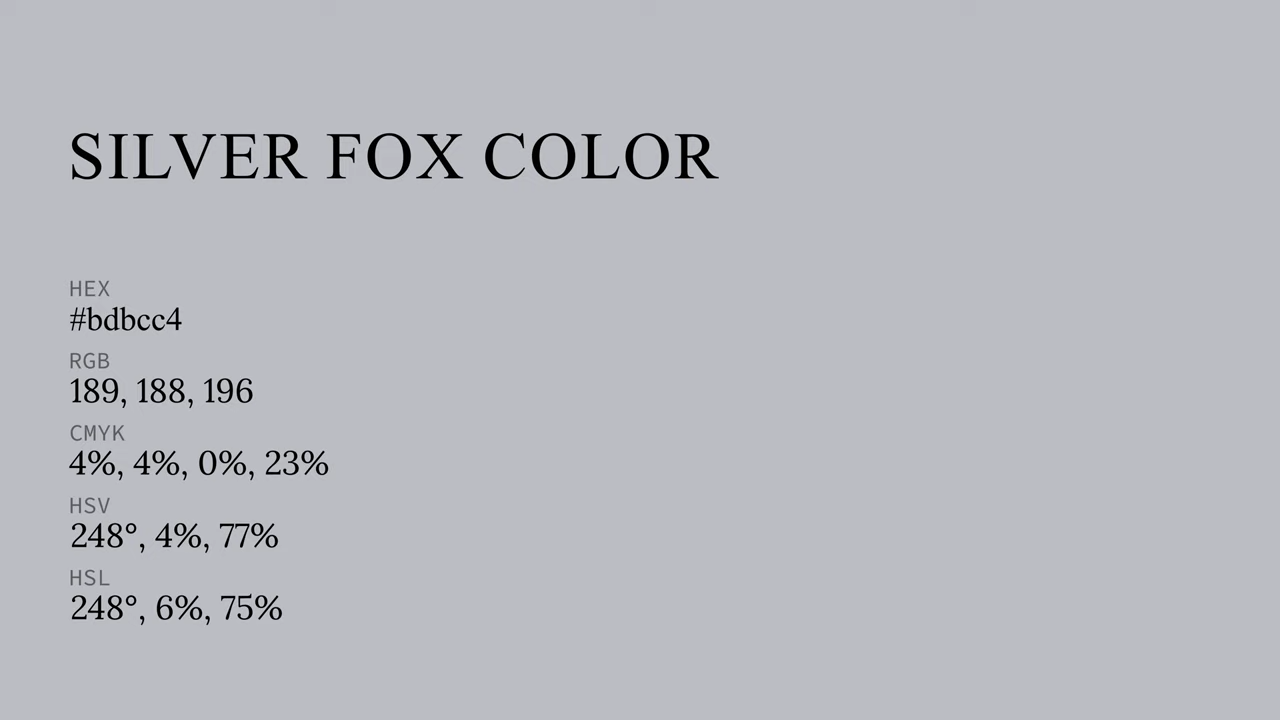 SILVER FOX COLOR
HEX
#bdbcc4
RGB
189, 188, 196
CMYK
4%, 4%, 0%, 23%
HSV
248°, 4%, 77%
HSL
248°, 6%, 75%